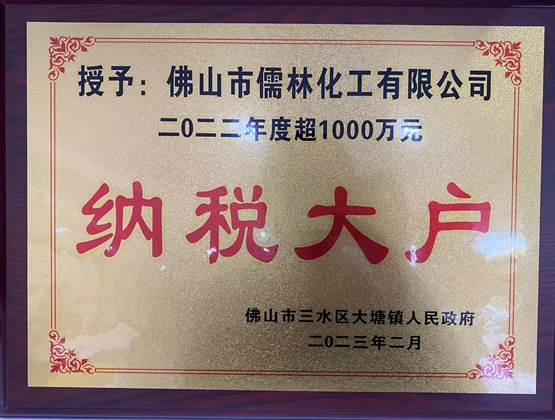 授予：佛山市儒林化工有限公司
二0二二年度超1000万元
纳税大户
佛山市三水区大塘镇人民政府
二0二三年二月